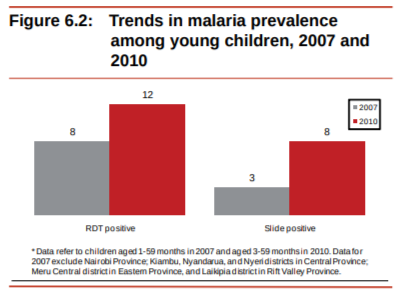 Figure 6.2: Trends in malaria prevalence
among young children, 2007 and
2010
12
8
8
3
2007
2010
RDT positive
Slide positive
* Data refer to children aged 1-59 months in 2007 and aged 3-59 months in 2010. Data for
2007 exclude Nairobi Province; Kiambu, Nyandarua, and Nyeri districts in Central Province;
Meru Central district in Eastern Province, and Laikipia district in Rift Valley Province.